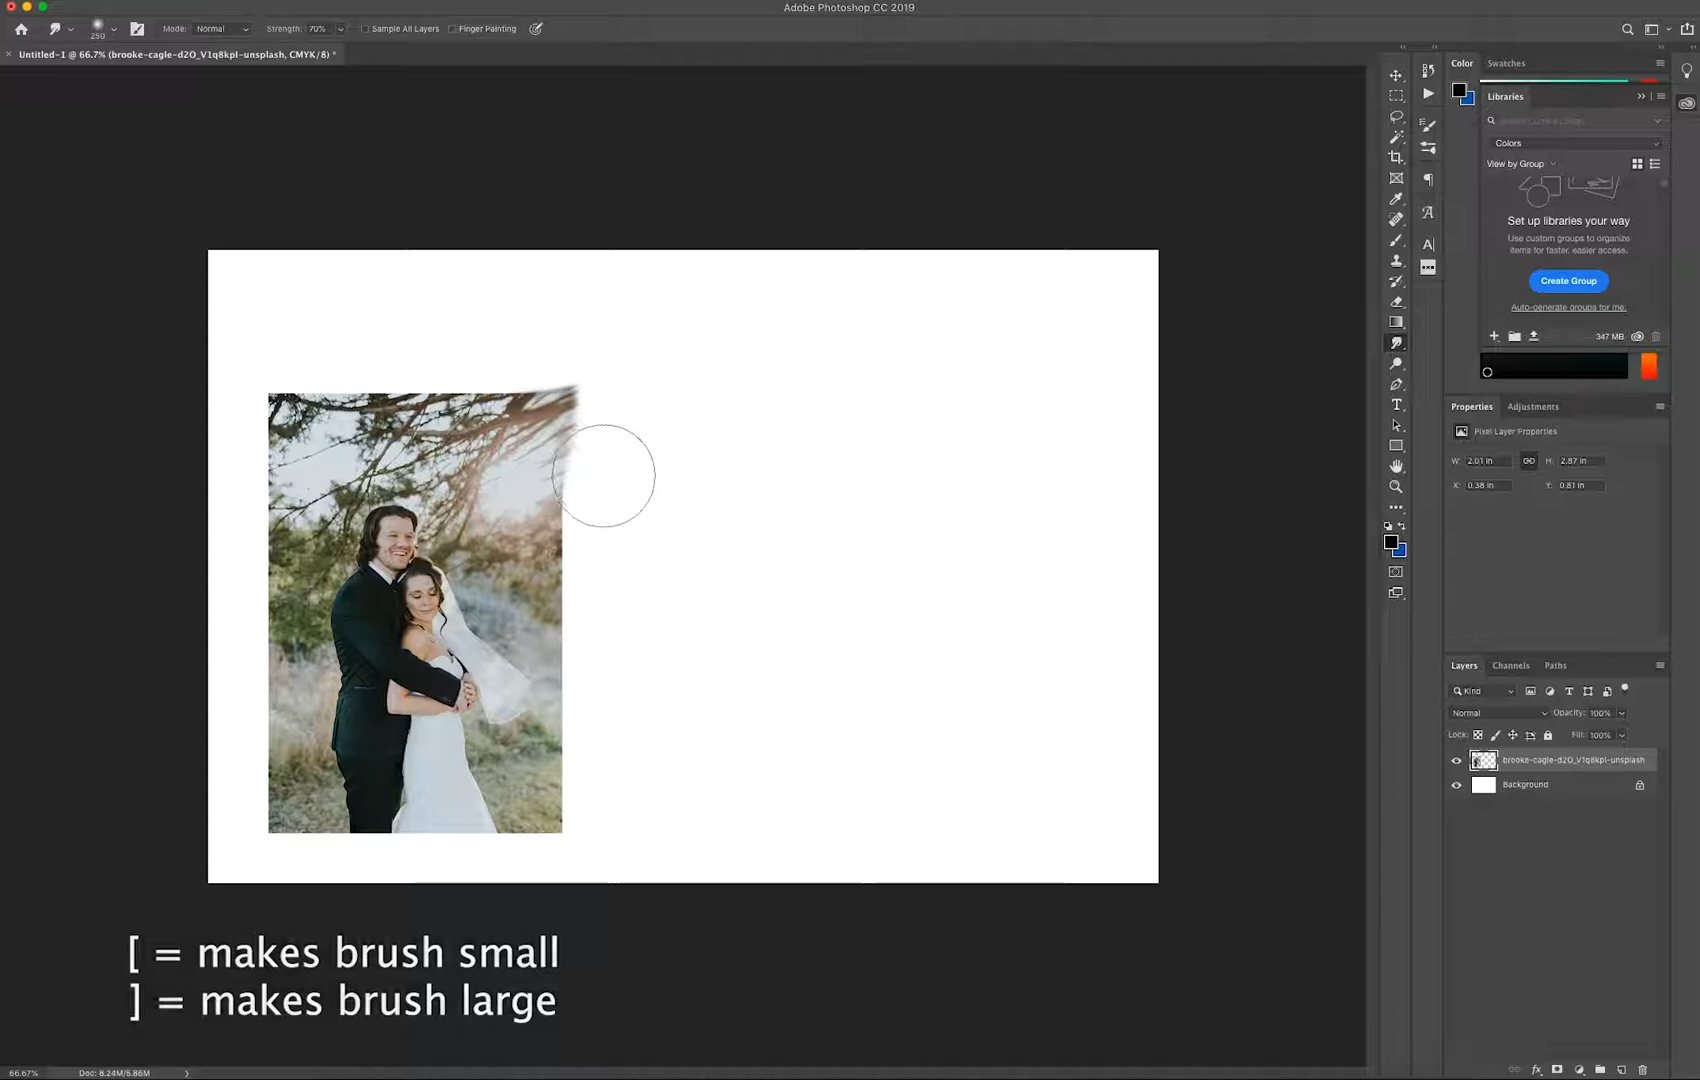 Adobe Photoshop CC 2019
250
Mode: Normal
Strength: 70%
Sample All Layers
Finger Painting
Untitled-1 @ 66.7% (brooke-cagle-d2O_V1q8kpI-unsplash, CMYK/8) *
Color
Swatches
Libraries
Colors
View by Group
Set up libraries your way
Use custom groups to organize
items for faster, easier access.
Create Group
Auto-generate groups for me.
347 MB
Properties
Adjustments
Pixel Layer Properties
W: 2.01 in
H: 2.87 in
X: 0.38 in
Y: 0.81 in
Layers
Channels
Paths
Kind
Normal
Opacity: 100%
Lock:
Fill: 100%
brooke-cagle-d2O_V1q8kpI-unsplash
Background
[ = makes brush small
] = makes brush large
66.67%
Doc: 8.24M/5.86M